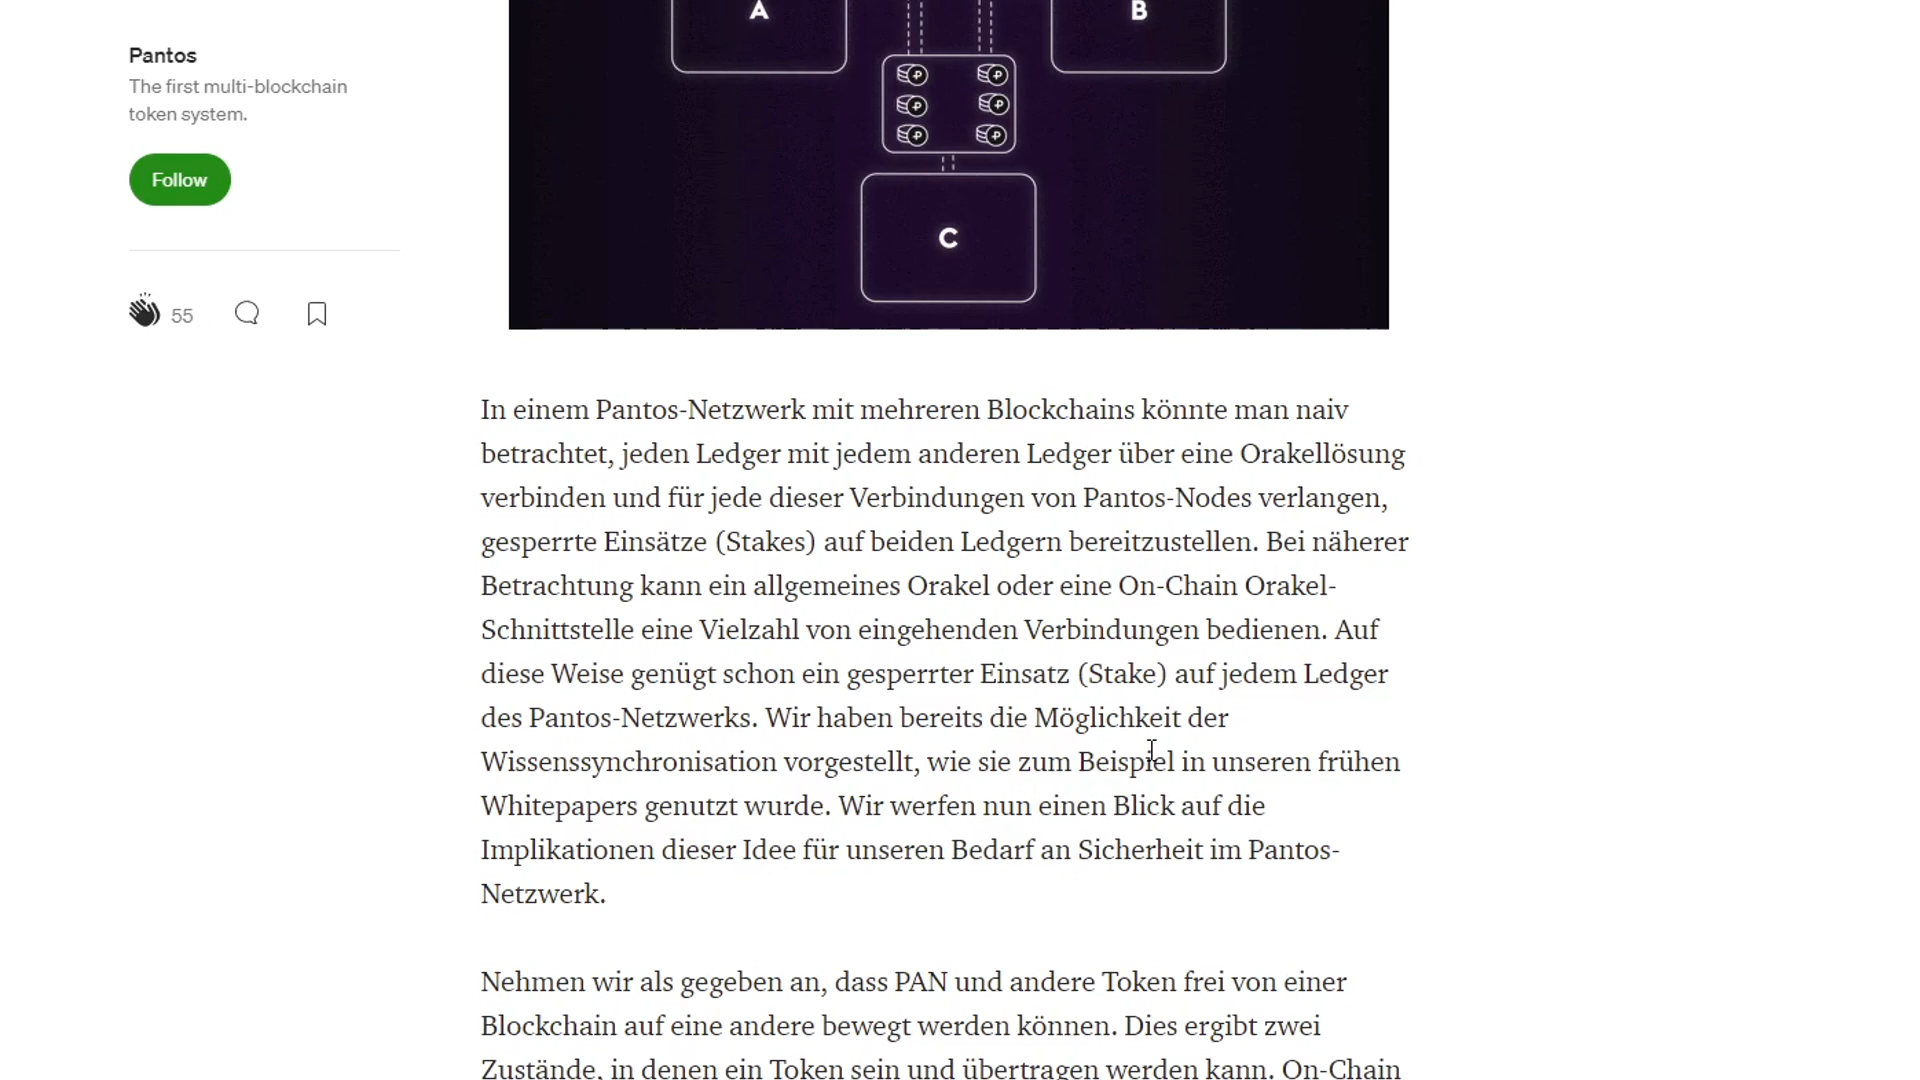 A
B
C
Pantos
The first multi-blockchain
token system.
Follow
55
In einem Pantos-Netzwerk mit mehreren Blockchains könnte man naiv
betrachtet, jeden Ledger mit jedem anderen Ledger über eine Orakellösung
verbinden und für jede dieser Verbindungen von Pantos-Nodes verlangen,
gesperrte Einsätze (Stakes) auf beiden Ledgern bereitzustellen. Bei näherer
Betrachtung kann ein allgemeines Orakel oder eine On-Chain Orakel-
Schnittstelle eine Vielzahl von eingehenden Verbindungen bedienen. Auf
diese Weise genügt schon ein gesperrter Einsatz (Stake) auf jedem Ledger
des Pantos-Netzwerks. Wir haben bereits die Möglichkeit der
Wissenssynchronisation vorgestellt, wie sie zum Beispiel in unseren frühen
Whitepapers genutzt wurde. Wir werfen nun einen Blick auf die
Implikationen dieser Idee für unseren Bedarf an Sicherheit im Pantos-
Netzwerk.
Nehmen wir als gegeben an, dass PAN und andere Token frei von einer
Blockchain auf eine andere bewegt werden können. Dies ergibt zwei
Zustände, in denen ein Token sein und übertragen werden kann. On-Chain